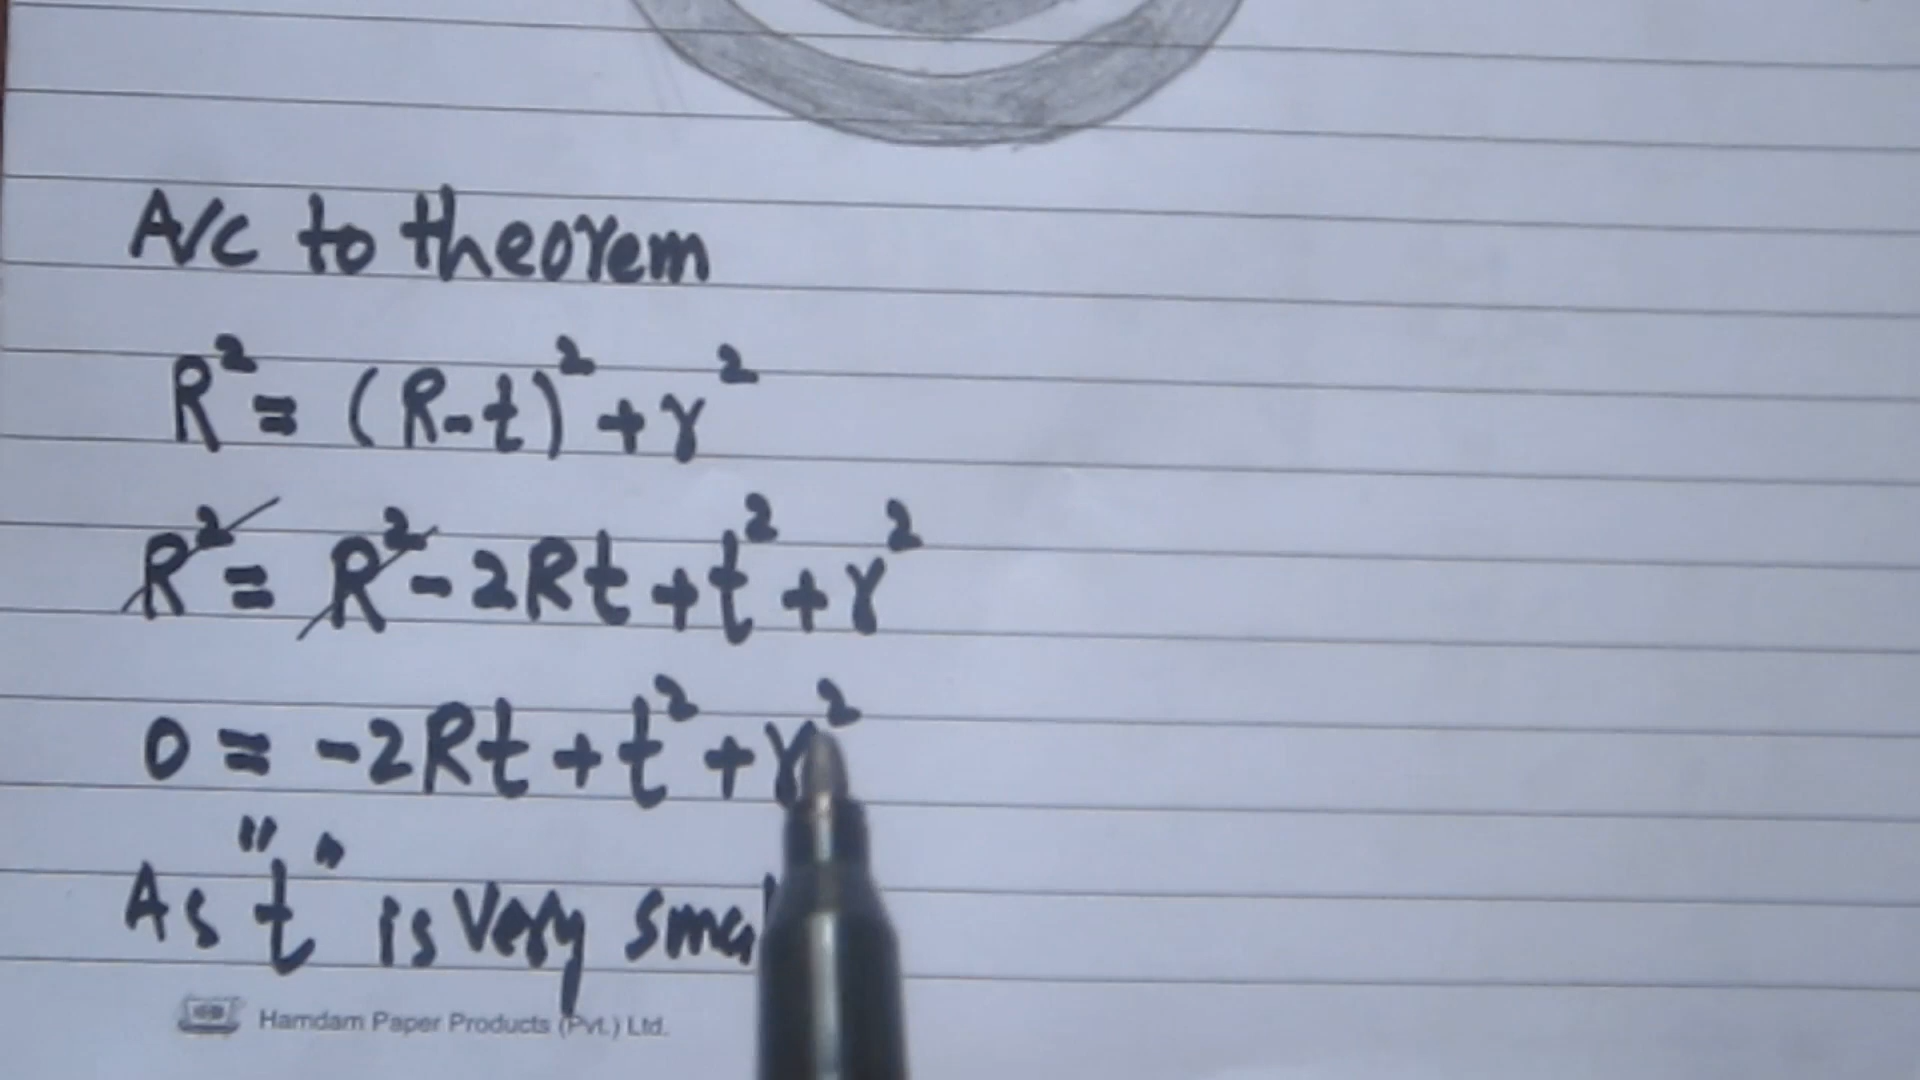 A/c to theorem
R² = (R-t)² + r²
R² = R² - 2Rt + t² + r²
0 = -2Rt + t² + r²
As "t" is very smal
Hamdam Paper Products (Pvt.) Ltd.